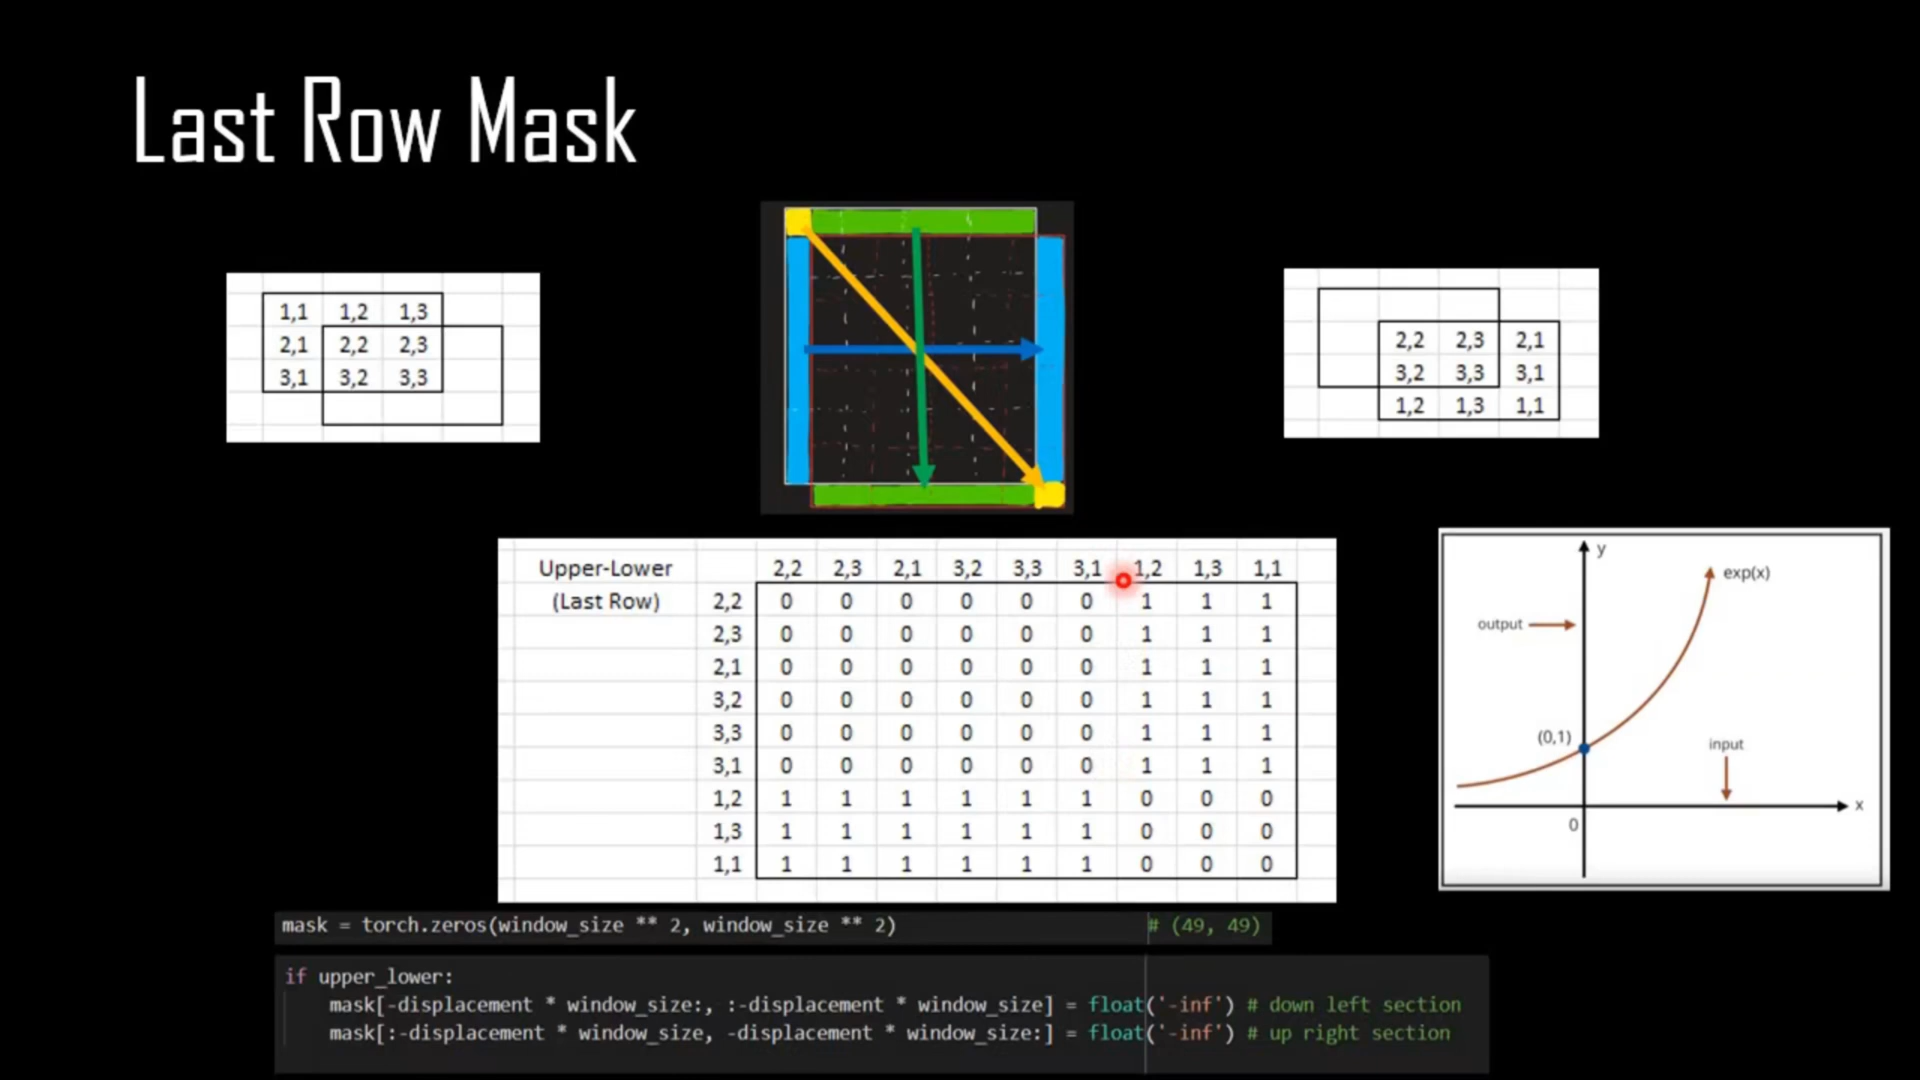 Last Row Mask
1,1 1,2 1,3
2,1 2,2 2,3
3,1 3,2 3,3
2,2 2,3 2,1
3,2 3,3 3,1
1,2 1,3 1,1
Upper-Lower 2,2 2,3 2,1 3,2 3,3 3,1 1,2 1,3 1,1
(Last Row) 2,2 0 0 0 0 0 0 1 1 1
2,3 0 0 0 0 0 0 1 1 1
2,1 0 0 0 0 0 0 1 1 1
3,2 0 0 0 0 0 0 1 1 1
3,3 0 0 0 0 0 0 1 1 1
3,1 0 0 0 0 0 0 1 1 1
1,2 1 1 1 1 1 1 0 0 0
1,3 1 1 1 1 1 1 0 0 0
1,1 1 1 1 1 1 1 0 0 0
y
exp(x)
output
(0,1)
input
x
0
mask = torch.zeros(window_size ** 2, window_size ** 2) # (49, 49)
if upper_lower:
mask[-displacement * window_size:, :-displacement * window_size] = float('-inf') # down left section
mask[:-displacement * window_size, -displacement * window_size:] = float('-inf') # up right section